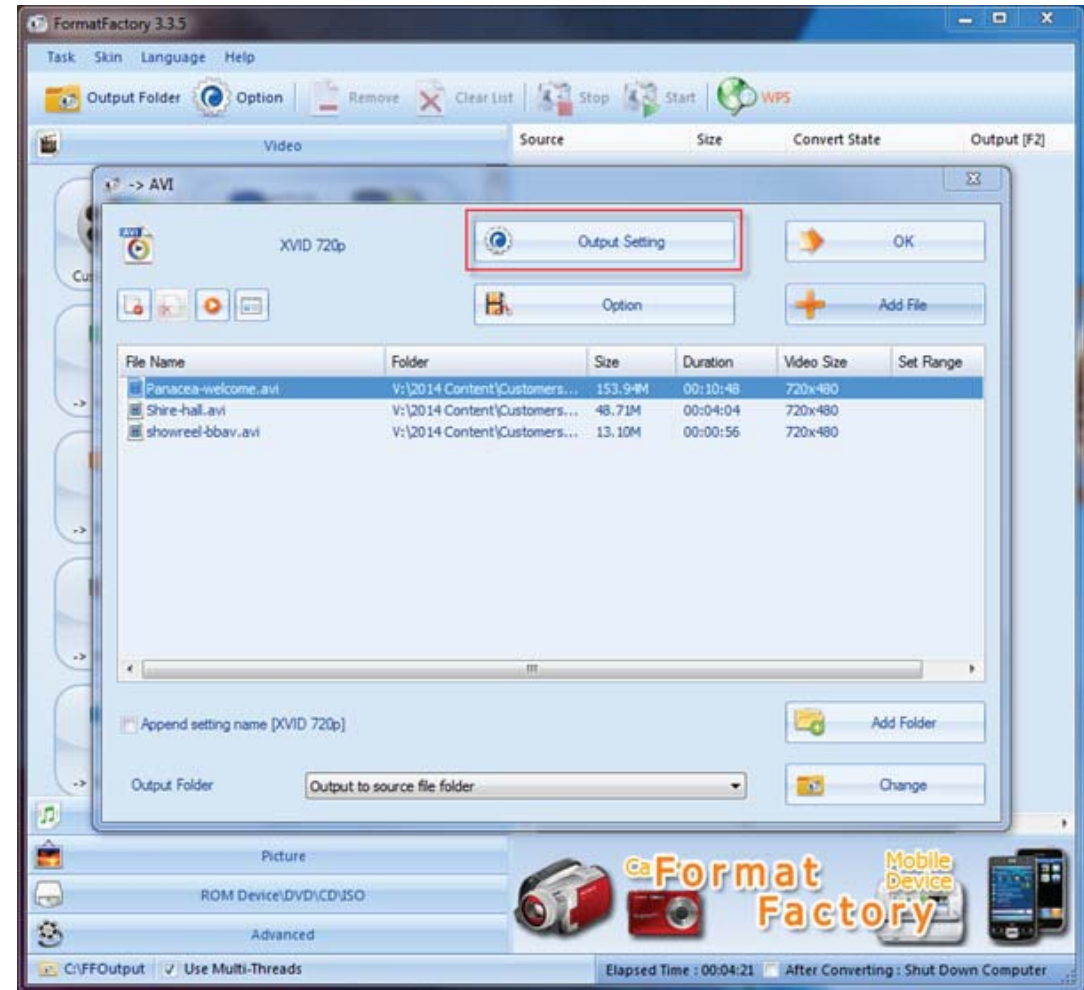 FormatFactory 3.3.5
Task Skin Language Help
Output Folder Option Remove Clear List Stop Start WPS
Video Source Size Convert State Output [F2]
-> AVI
XVID 720p Output Setting OK
Option Add File
File Name Folder Size Duration Video Size Set Range
Panacea-welcome.avi V:\2014 Content\Customers... 153.94M 00:10:48 720x480
Shire-hall.avi V:\2014 Content\Customers... 48.71M 00:04:04 720x480
showreel-bbav.avi V:\2014 Content\Customers... 13.10M 00:00:56 720x480
Cu
->
->
->
->
Append setting name [XVID 720p] Add Folder
Output Folder Output to source file folder Change
Picture
ROM Device\DVD\CD\ISO
Advanced
Ca Format Factory
Mobile Device
C:\FFOutput Use Multi-Threads Elapsed Time : 00:04:21 After Converting : Shut Down Computer